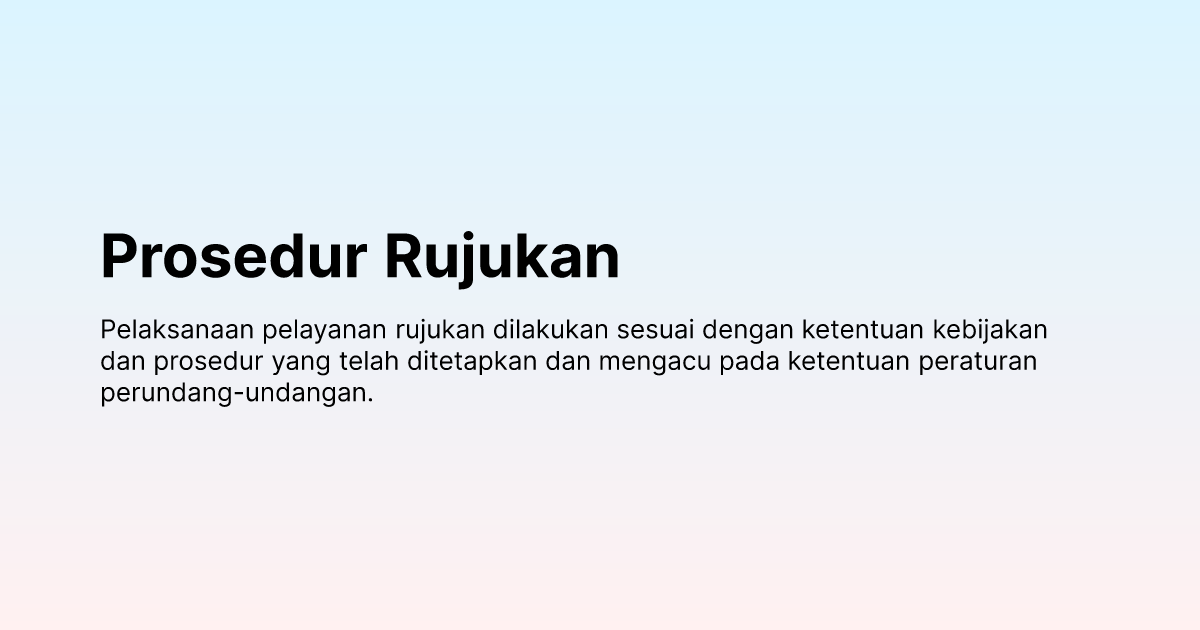 Prosedur Rujukan
Pelaksanaan pelayanan rujukan dilakukan sesuai dengan ketentuan kebijakan
dan prosedur yang telah ditetapkan dan mengacu pada ketentuan peraturan
perundang-undangan.